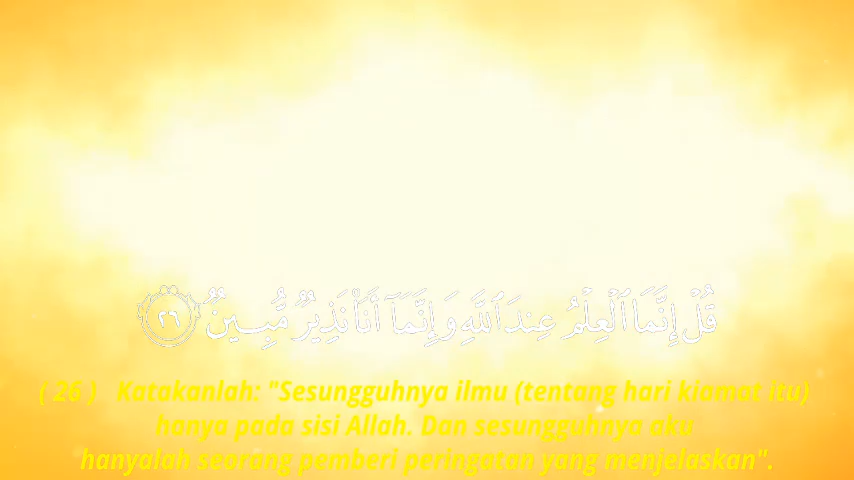 قُلْ إِنَّمَا ٱلْعِلْمُ عِندَ ٱللَّهِ وَإِنَّمَآ أَنَا۠ نَذِيرٌ مُّبِينٌ ٢٦
( 26 ) Katakanlah: "Sesungguhnya ilmu (tentang hari kiamat itu)
hanya pada sisi Allah. Dan sesungguhnya aku
hanyalah seorang pemberi peringatan yang menjelaskan".